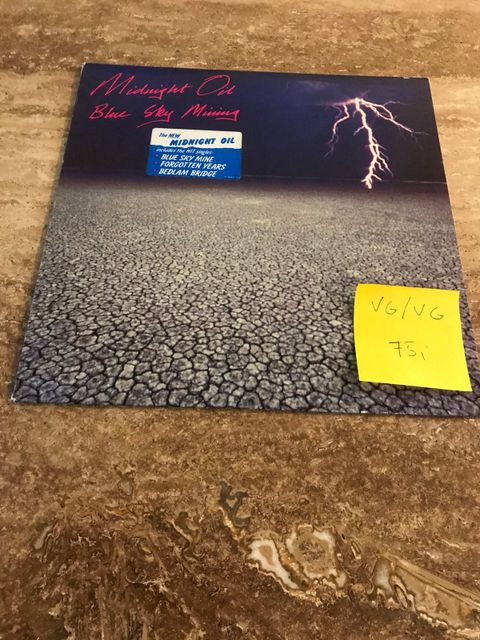 Midnight Oil
Blue Sky Mining
The NEW
MIDNIGHT OIL
includes the HIT singles
BLUE SKY MINE
FORGOTTEN YEARS
BEDLAM BRIDGE
VG/VG
75;